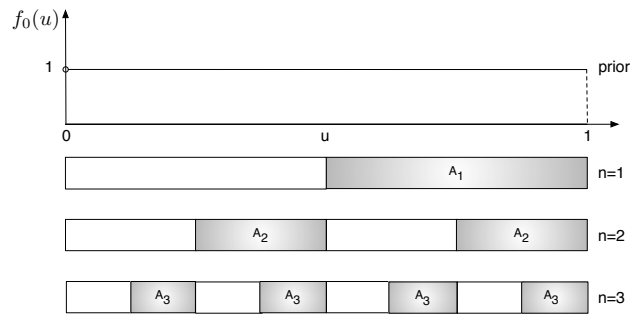 f₀(u)
1 prior
0 u 1
A₁ n=1
A₂ A₂ n=2
A₃ A₃ A₃ A₃ n=3